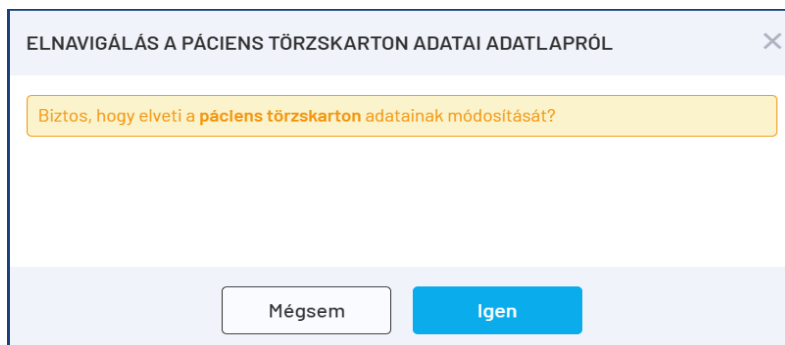 ELNAVIGÁLÁS A PÁCIENS TÖRZSKARTON ADATAI ADATLAPRÓL
Biztos, hogy elveti a páciens törzskarton adatainak módosítását?
Mégsem
Igen